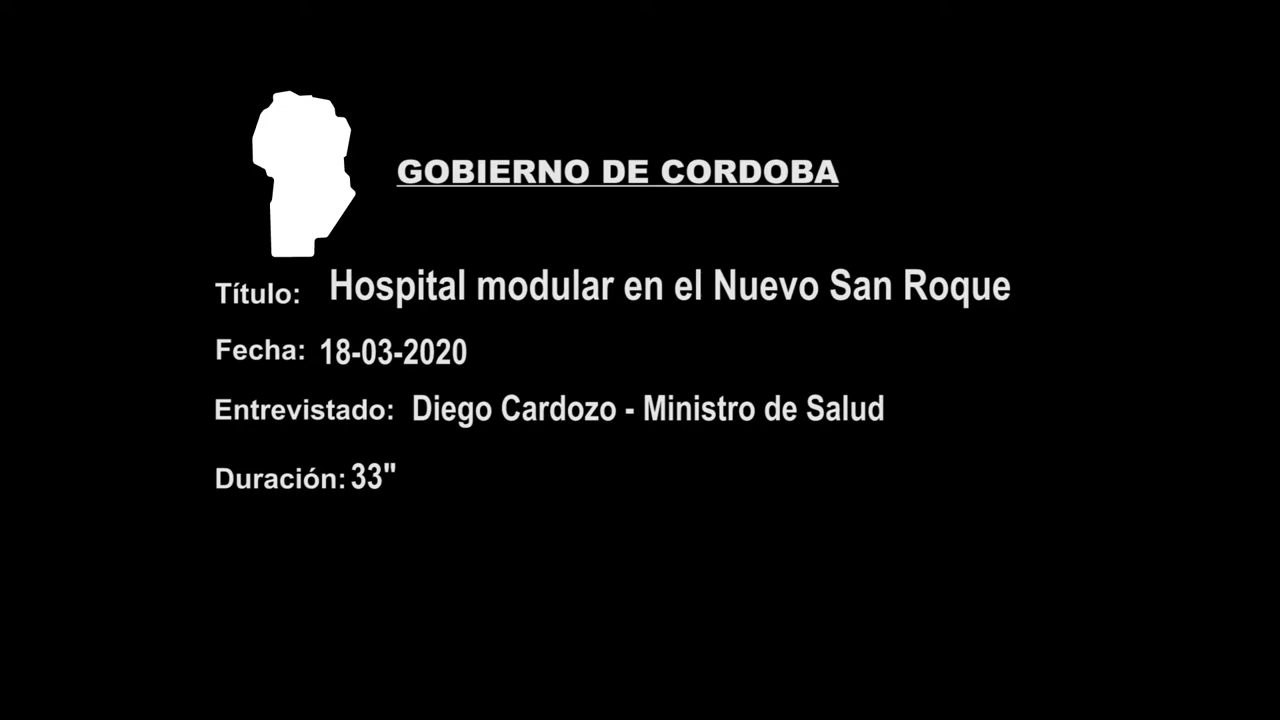 GOBIERNO DE CORDOBA
Título: Hospital modular en el Nuevo San Roque
Fecha: 18-03-2020
Entrevistado: Diego Cardozo - Ministro de Salud
Duración: 33"